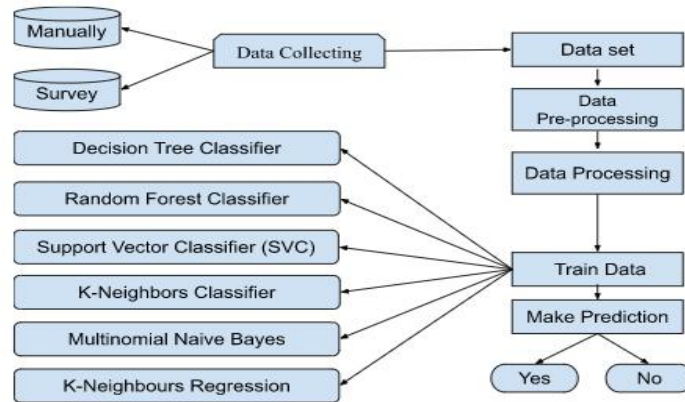 Manually
Data Collecting
Data set
Survey
Data
Pre-processing
Decision Tree Classifier
Data Processing
Random Forest Classifier
Support Vector Classifier (SVC)
Train Data
K-Neighbors Classifier
Make Prediction
Multinomial Naive Bayes
K-Neighbours Regression
Yes
No